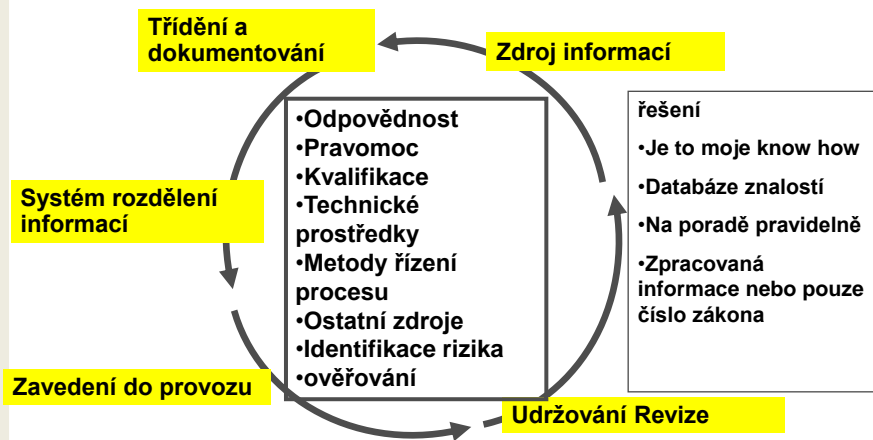 Třídění a
dokumentování
Zdroj informací
•Odpovědnost
•Pravomoc
•Kvalifikace
•Technické
prostředky
•Metody řízení
procesu
•Ostatní zdroje
•Identifikace rizika
•ověřování
řešení
•Je to moje know how
•Databáze znalostí
•Na poradě pravidelně
•Zpracovaná
informace nebo pouze
číslo zákona
Systém rozdělení
informací
Zavedení do provozu
Udržování Revize